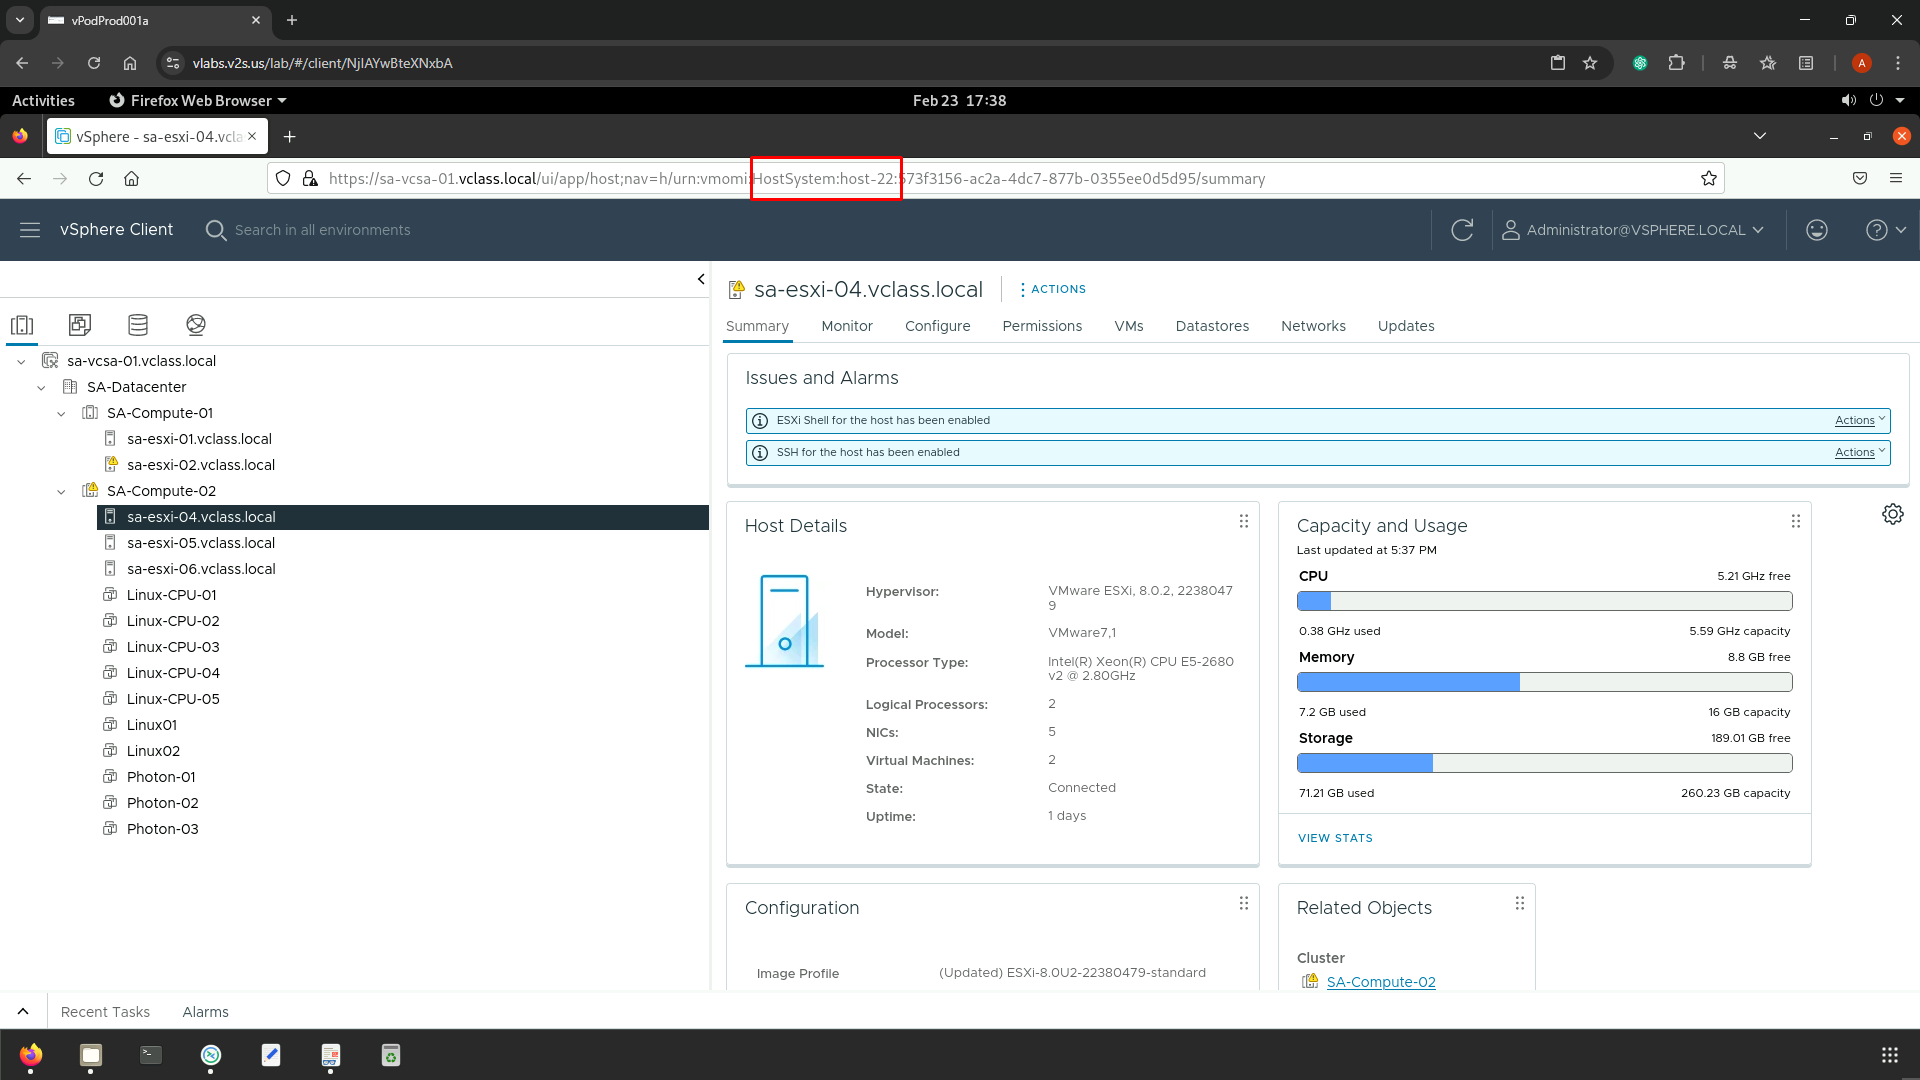 vPodProd001a
vlabs.v2s.us/lab/#/client/NjIAYwBteXNxbA
A
Activities
Firefox Web Browser
Feb 23 17:38
vSphere - sa-esxi-04.vcla
https://sa-vcsa-01.vclass.local/ui/app/host;nav=h/urn:vmomi:HostSystem:host-22:573f3156-ac2a-4dc7-877b-0355ee0d5d95/summary
vSphere Client
Search in all environments
Administrator@VSPHERE.LOCAL
sa-vcsa-01.vclass.local
SA-Datacenter
SA-Compute-01
sa-esxi-01.vclass.local
sa-esxi-02.vclass.local
SA-Compute-02
sa-esxi-04.vclass.local
sa-esxi-05.vclass.local
sa-esxi-06.vclass.local
Linux-CPU-01
Linux-CPU-02
Linux-CPU-03
Linux-CPU-04
Linux-CPU-05
Linux01
Linux02
Photon-01
Photon-02
Photon-03
sa-esxi-04.vclass.local
ACTIONS
Summary Monitor Configure Permissions VMs Datastores Networks Updates
Issues and Alarms
ESXi Shell for the host has been enabled Actions
SSH for the host has been enabled Actions
Host Details
Hypervisor: VMware ESXi, 8.0.2, 2238047
9
Model: VMware7,1
Processor Type: Intel(R) Xeon(R) CPU E5-2680
v2 @ 2.80GHz
Logical Processors: 2
NICs: 5
Virtual Machines: 2
State: Connected
Uptime: 1 days
Capacity and Usage
Last updated at 5:37 PM
CPU 5.21 GHz free
0.38 GHz used 5.59 GHz capacity
Memory 8.8 GB free
7.2 GB used 16 GB capacity
Storage 189.01 GB free
71.21 GB used 260.23 GB capacity
VIEW STATS
Configuration
Image Profile (Updated) ESXi-8.0U2-22380479-standard
Related Objects
Cluster
SA-Compute-02
Recent Tasks Alarms